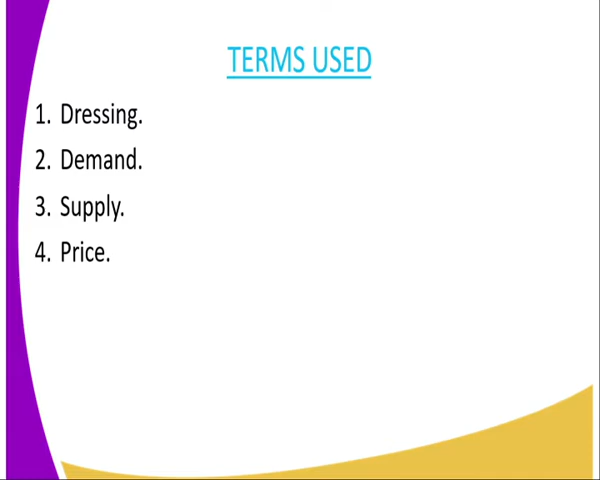 TERMS USED
1. Dressing.
2. Demand.
3. Supply.
4. Price.